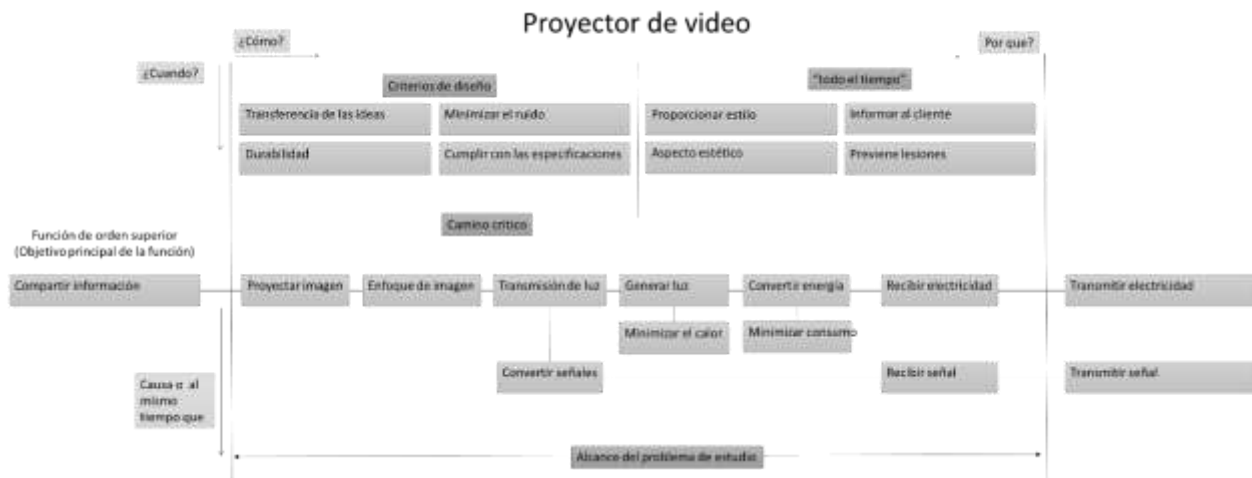 Proyector de video
¿Cómo?
Por que?
¿Cuando?
Criterios de diseño
"todo el tiempo"
Transferencia de las ideas
Minimizar el ruido
Proporcionar estilo
Informar al cliente
Durabilidad
Cumplir con las especificaciones
Aspecto estético
Previene lesiones
Camino critico
Función de orden superior
(Objetivo principal de la función)
Compartir información
Proyectar imagen
Enfoque de imagen
Transmisión de luz
Generar luz
Convertir energía
Recibir electricidad
Transmitir electricidad
Minimizar el calor
Minimizar consumo
Convertir señales
Recibir señal
Transmitir señal
Causa o al
mismo
tiempo que
Alcance del problema de estudio